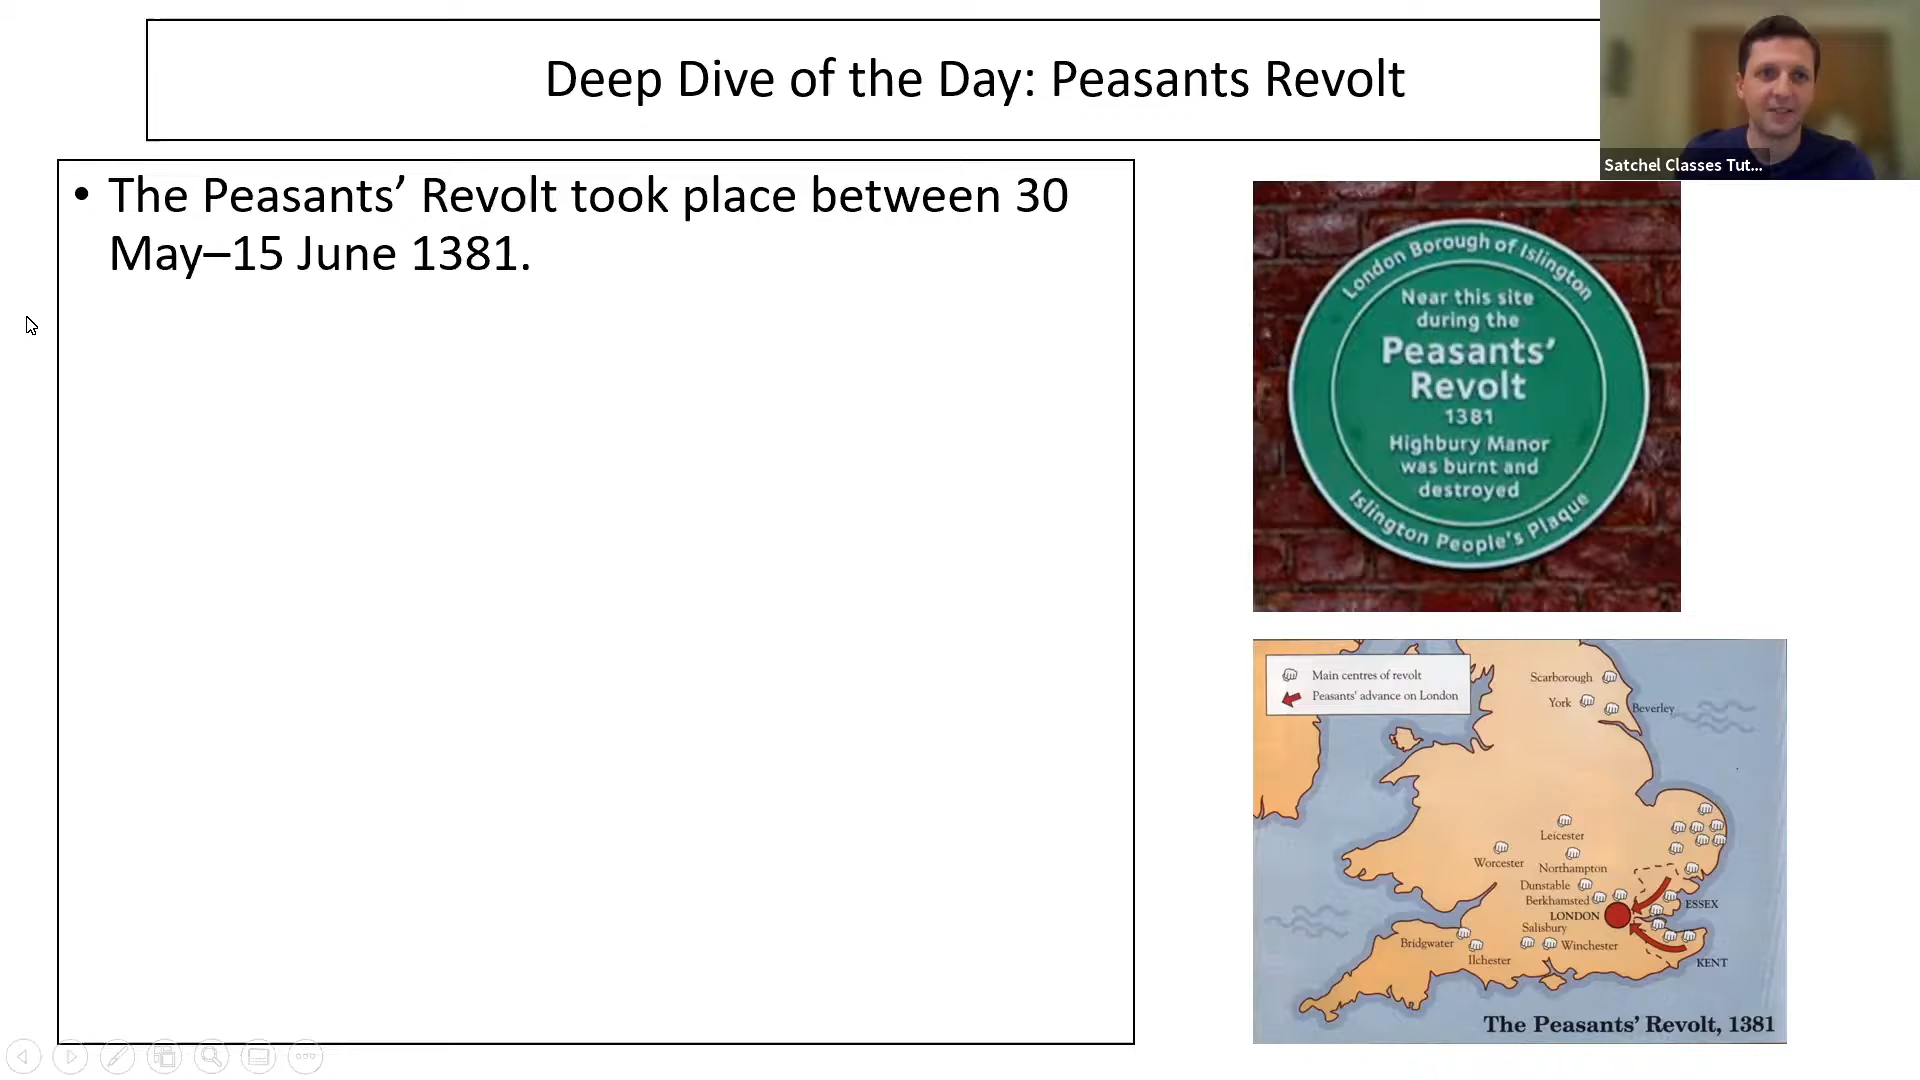 Deep Dive of the Day: Peasants Revolt
Satchel Classes Tut...
• The Peasants’ Revolt took place between 30
May–15 June 1381.
London Borough of Islington
Near this site
during the
Peasants’
Revolt
1381
Highbury Manor
was burnt and
destroyed
Islington People's Plaque
Main centres of revolt
Peasants' advance on London
Scarborough
York
Beverley
Leicester
Worcester
Northampton
Dunstable
Berkhamsted
ESSEX
LONDON
Salisbury
Bridgwater
Winchester
Ilchester
KENT
The Peasants’ Revolt, 1381